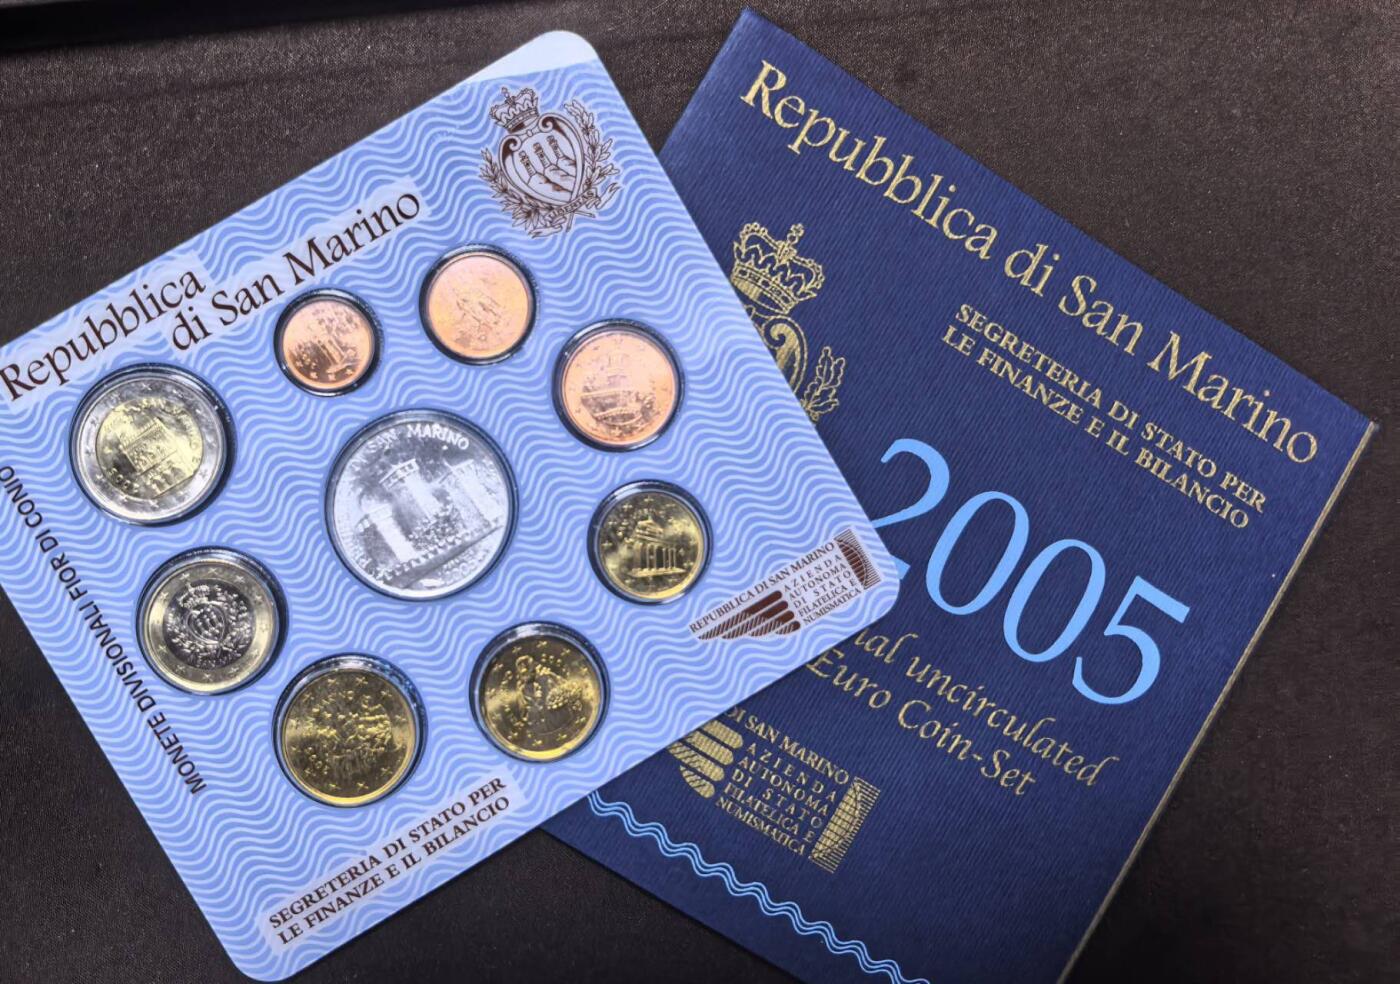 Repubblica
di San Marino
SAN MARINO
2005
MONETE DIVISIONALI FIOR DI CONIO
REPUBBLICA DI SAN MARINO
AZIENDA
AUTONOMA
DI STATO
FILATELICA E
NUMISMATICA
SEGRETERIA DI STATO PER
LE FINANZE E IL BILANCIO
Repubblica di San Marino
SEGRETERIA DI STATO PER
LE FINANZE E IL BILANCIO
2005
uncirculated
Euro Coin-Set
DI SAN MARINO
AZIENDA
AUTONOMA
DI STATO
FILATELICA E
NUMISMATICA